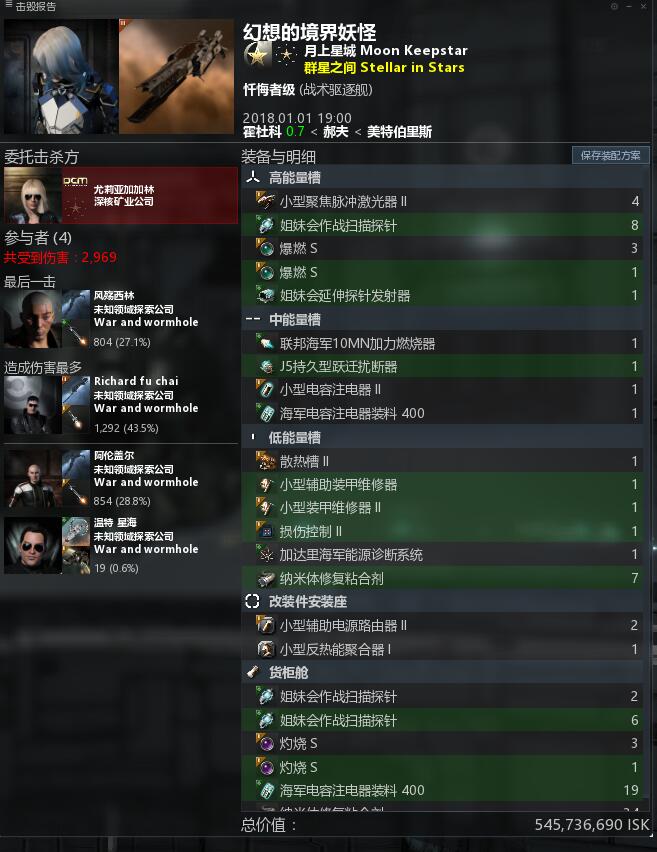 击毁报告
幻想的境界妖怪
月上星城 Moon Keepstar
群星之间 Stellar in Stars
忏悔者级 (战术驱逐舰)
2018.01.01 19:00
霍杜科 0.7 < 郝夫 < 美特伯里斯
委托击杀方
DCM
尤莉亚加加林
深核矿业公司
参与者 (4)
共受到伤害：2,969
最后一击
风殇西林
未知领域探索公司
War and wormhole
804 (27.1%)
造成伤害最多
Richard fu chai
未知领域探索公司
War and wormhole
1,292 (43.5%)
阿伦盖尔
未知领域探索公司
War and wormhole
854 (28.8%)
温特 星海
未知领域探索公司
War and wormhole
19 (0.6%)
装备与明细
保存装配方案
高能量槽
小型聚焦脉冲激光器 II 4
姐妹会作战扫描探针 8
爆燃 S 3
爆燃 S 1
姐妹会延伸探针发射器 1
中能量槽
联邦海军10MN加力燃烧器 1
J5持久型跃迁扰断器 1
小型电容注电器 II 1
海军电容注电器装料 400 1
低能量槽
散热槽 II 1
小型辅助装甲维修器 1
小型装甲维修器 II 1
损伤控制 II 1
加达里海军能源诊断系统 1
纳米体修复粘合剂 7
改装件安装座
小型辅助电源路由器 II 2
小型反热能聚合器 I 1
货柜舱
姐妹会作战扫描探针 2
姐妹会作战扫描探针 6
灼烧 S 3
灼烧 S 1
海军电容注电器装料 400 19
总价值： 545,736,690 ISK